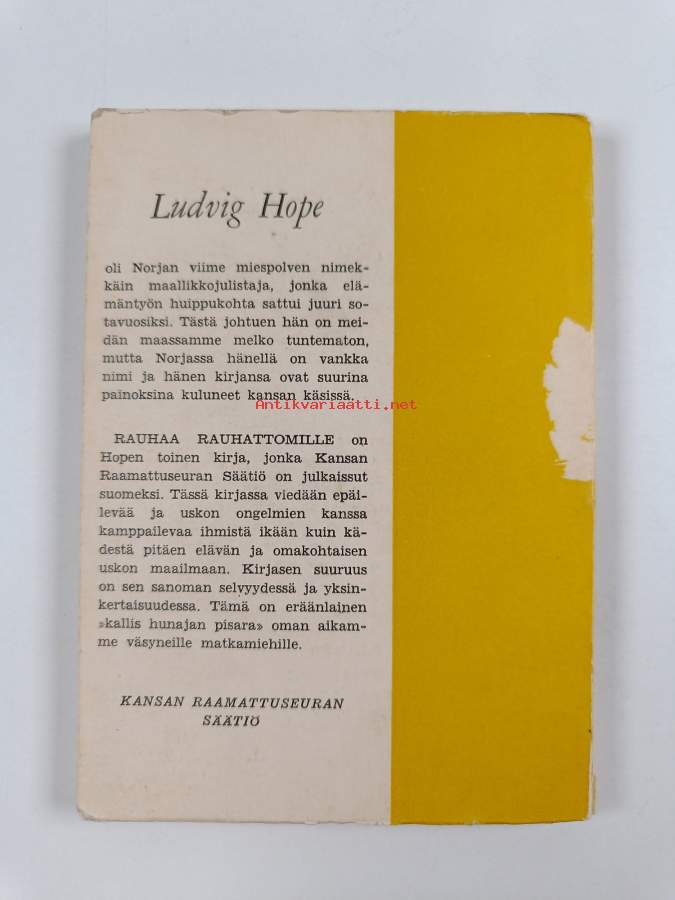 Ludvig Hope
oli Norjan viime miespolven nimek-
käin maallikkojulistaja, jonka elä-
mäntyön huippukohta sattui juuri so-
tavuosiksi. Tästä johtuen hän on mei-
dän maassamme melko tuntematon,
mutta Norjassa hänellä on vankka
nimi ja hänen kirjansa ovat suurina
painoksina kuluneet kansan käsissä.
Antikvariaatti.net
RAUHAA RAUHATTOMILLE on
Hopen toinen kirja, jonka Kansan
Raamattuseuran Säätiö on julkaissut
suomeksi. Tässä kirjassa viedään epäi-
levää ja uskon ongelmien kanssa
kamppailevaa ihmistä ikään kuin kä-
destä pitäen elävän ja omakohtaisen
uskon maailmaan. Kirjasen suuruus
on sen sanoman selvyydessä ja yksin-
kertaisuudessa. Tämä on eräänlainen
»kallis hunajan pisara» oman aikam-
me väsyneille matkamiehille.
KANSAN RAAMATTUSEURAN
SÄÄTIÖ